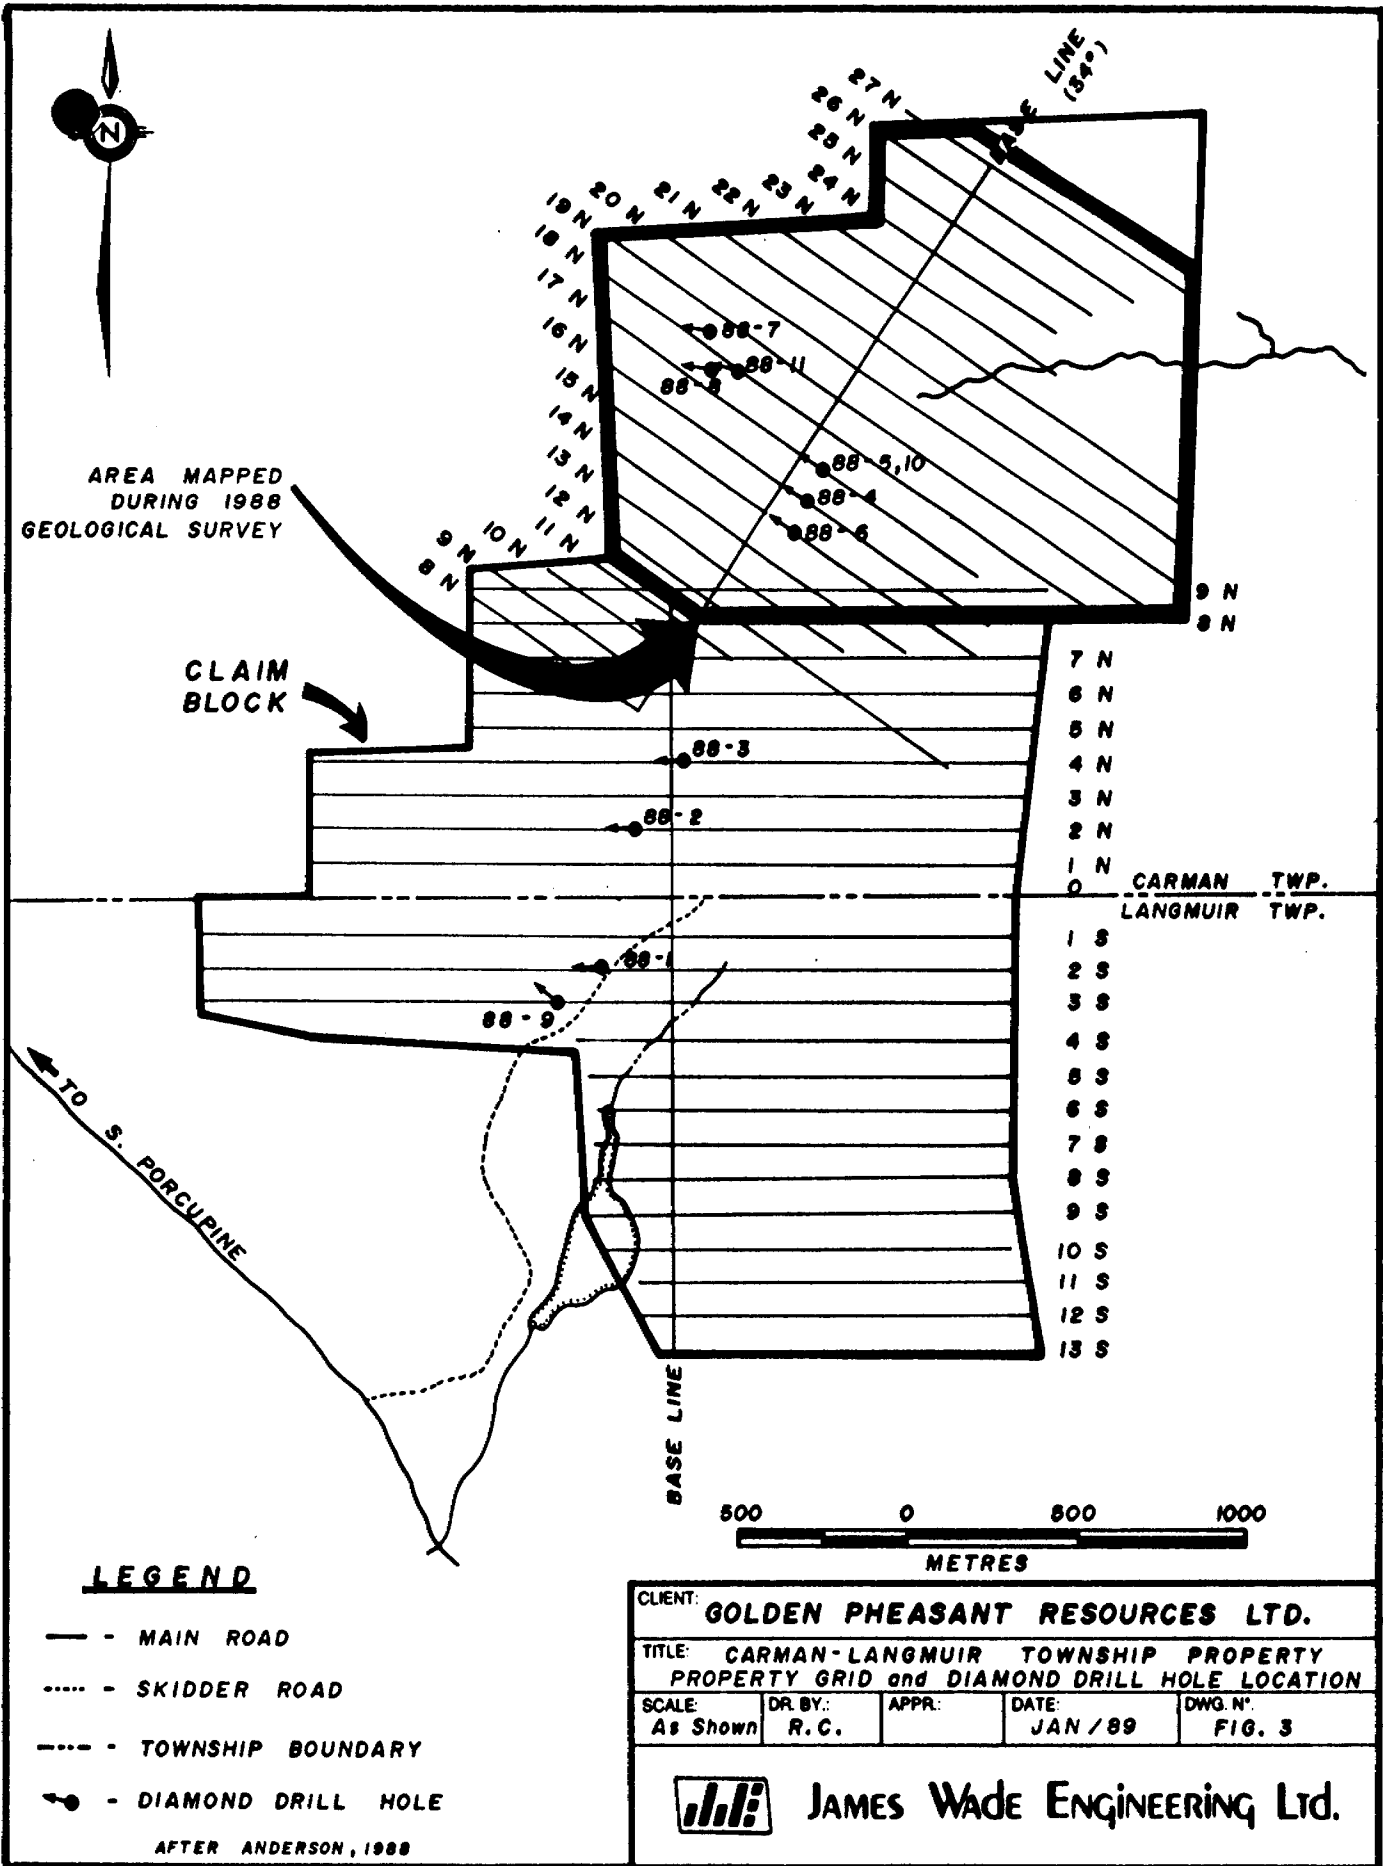 N
BASE LINE
(34°)
27 N
26 N
25 N
24 N
23 N
22 N
21 N
20 N
19 N
18 N
17 N
16 N
15 N
14 N
13 N
12 N
11 N
10 N
9 N
8 N
88-7
88-11
88-8
88-5,10
88-4
88-6
AREA MAPPED
DURING 1988
GEOLOGICAL SURVEY
CLAIM
BLOCK
9 N
8 N
7 N
6 N
5 N
4 N
3 N
2 N
1 N
0
88-3
88-2
CARMAN TWP.
LANGMUIR TWP.
88-1
88-9
1 S
2 S
3 S
4 S
5 S
6 S
7 S
8 S
9 S
10 S
11 S
12 S
13 S
TO S. PORCUPINE
BASE LINE
500 0 500 1000
METRES
LEGEND
- MAIN ROAD
- SKIDDER ROAD
- TOWNSHIP BOUNDARY
- DIAMOND DRILL HOLE
AFTER ANDERSON, 1988
CLIENT: GOLDEN PHEASANT RESOURCES LTD.
TITLE: CARMAN-LANGMUIR TOWNSHIP PROPERTY
PROPERTY GRID and DIAMOND DRILL HOLE LOCATION
SCALE: As Shown
DR. BY.: R.C.
APPR.:
DATE: JAN / 89
DWG. Nº. FIG. 3
JAMES WADE ENGINEERING Ltd.